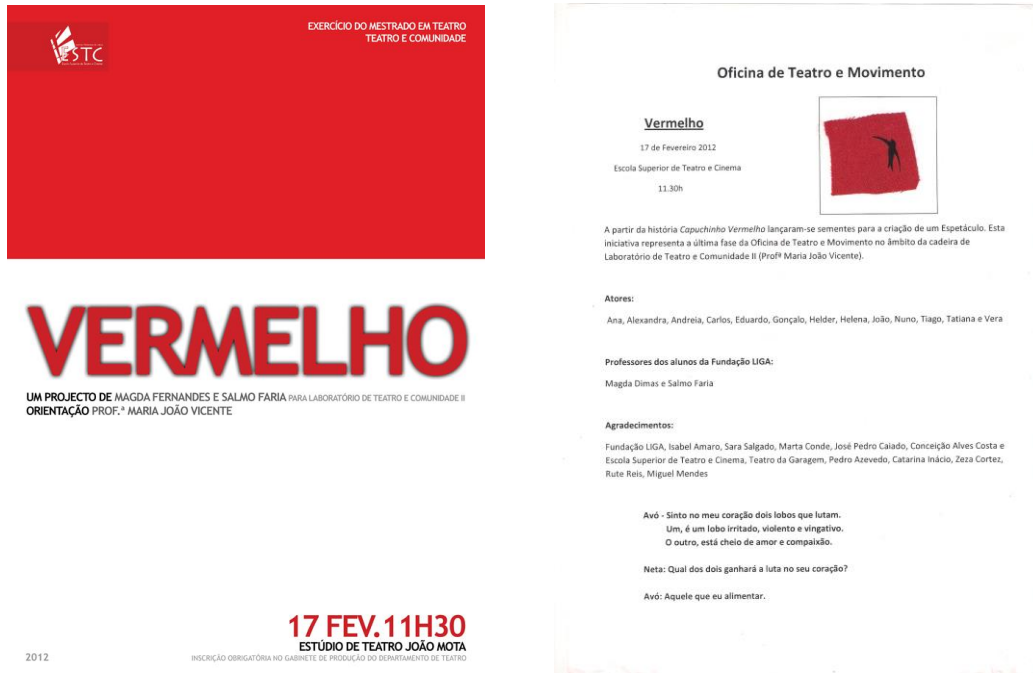 ESTC
EXERCÍCIO DO MESTRADO EM TEATRO
TEATRO E COMUNIDADE
VERMELHO
UM PROJECTO DE MAGDA FERNANDES E SALMO FARIA PARA LABORATÓRIO DE TEATRO E COMUNIDADE II
ORIENTAÇÃO PROF.ª MARIA JOÃO VICENTE
17 FEV.11H30
ESTÚDIO DE TEATRO JOÃO MOTA
2012
INSCRIÇÃO OBRIGATÓRIA NO GABINETE DE PRODUÇÃO DO DEPARTAMENTO DE TEATRO
Oficina de Teatro e Movimento
Vermelho
17 de Fevereiro 2012
Escola Superior de Teatro e Cinema
11.30h
A partir da história Capuchinho Vermelho lançaram-se sementes para a criação de um Espetáculo. Esta
iniciativa representa a última fase da Oficina de Teatro e Movimento no âmbito da cadeira de
Laboratório de Teatro e Comunidade II (Profª Maria João Vicente).
Atores:
Ana, Alexandra, Andreia, Carlos, Eduardo, Gonçalo, Helder, Helena, João, Nuno, Tiago, Tatiana e Vera
Professores dos alunos da Fundação LIGA:
Magda Dimas e Salmo Faria
Agradecimentos:
Fundação LIGA, Isabel Amaro, Sara Salgado, Marta Conde, José Pedro Caiado, Conceição Alves Costa e
Escola Superior de Teatro e Cinema, Teatro da Garagem, Pedro Azevedo, Catarina Inácio, Zeza Cortez,
Rute Reis, Miguel Mendes
Avó - Sinto no meu coração dois lobos que lutam.
Um, é um lobo irritado, violento e vingativo.
O outro, está cheio de amor e compaixão.
Neta: Qual dos dois ganhará a luta no seu coração?
Avó: Aquele que eu alimentar.